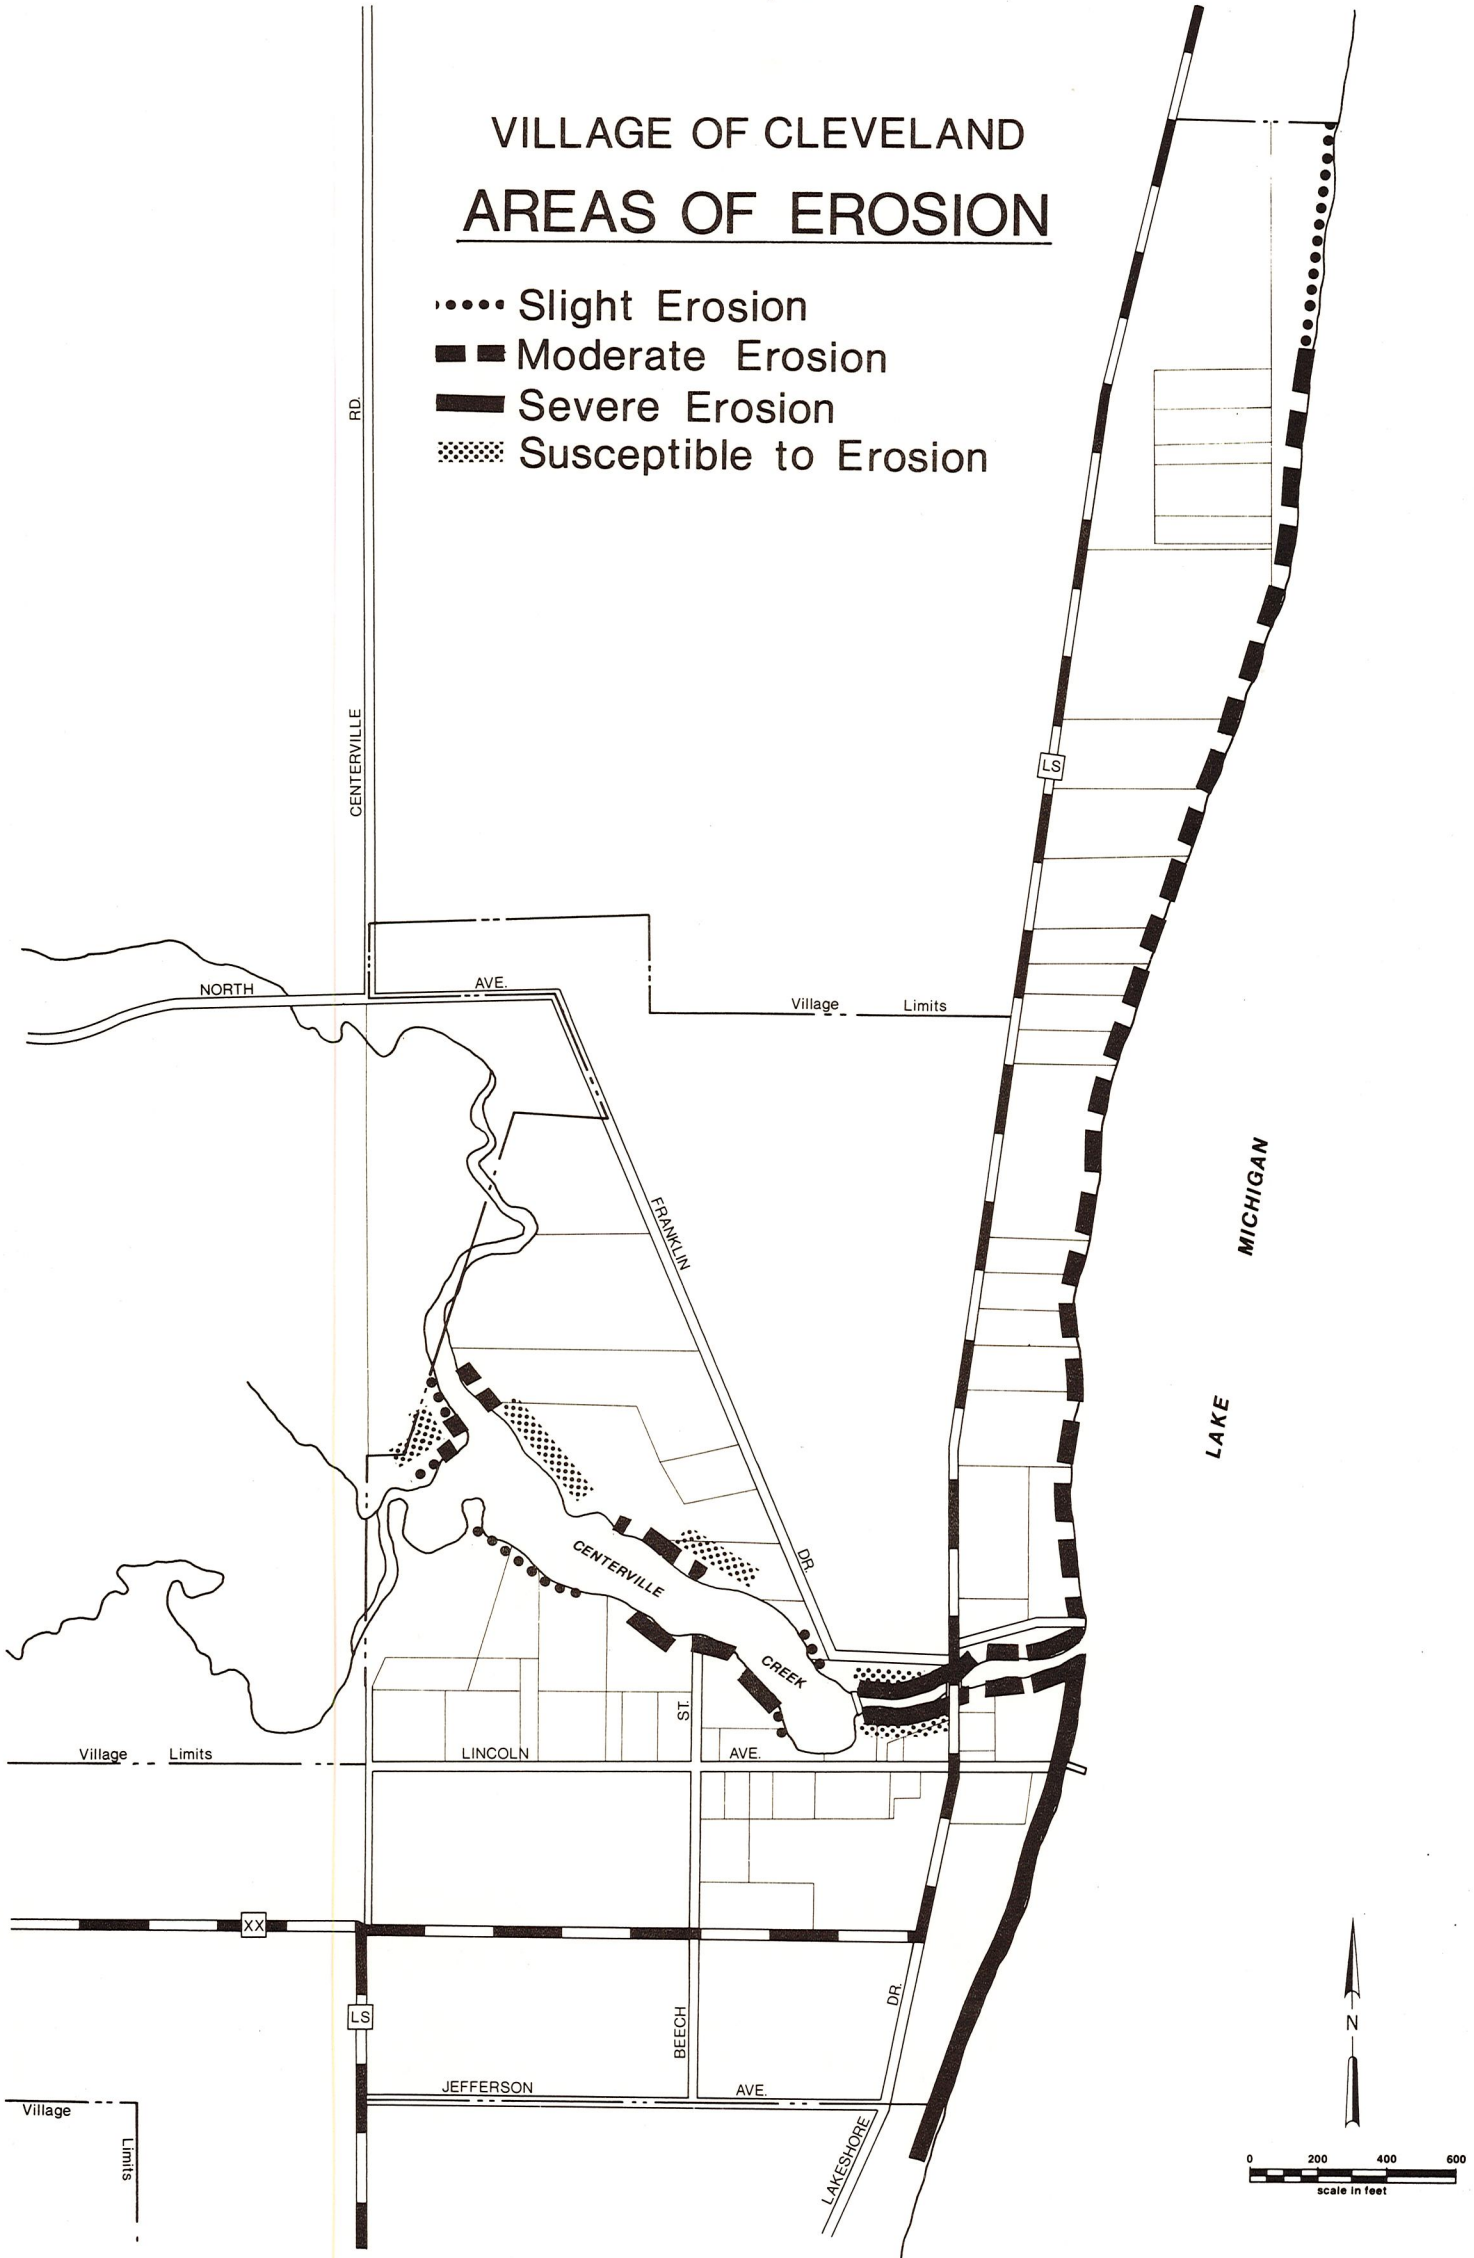 VILLAGE OF CLEVELAND
AREAS OF EROSION
Slight Erosion
Moderate Erosion
Severe Erosion
Susceptible to Erosion
RD.
CENTERVILLE
LS
NORTH
AVE.
Village Limits
FRANKLIN
DR.
LAKE MICHIGAN
CENTERVILLE
CREEK
ST.
Village Limits
LINCOLN
AVE.
XX
LS
BEECH
DR.
JEFFERSON
AVE.
LAKESHORE
Village
Limits
N
0 200 400 600
scale in feet